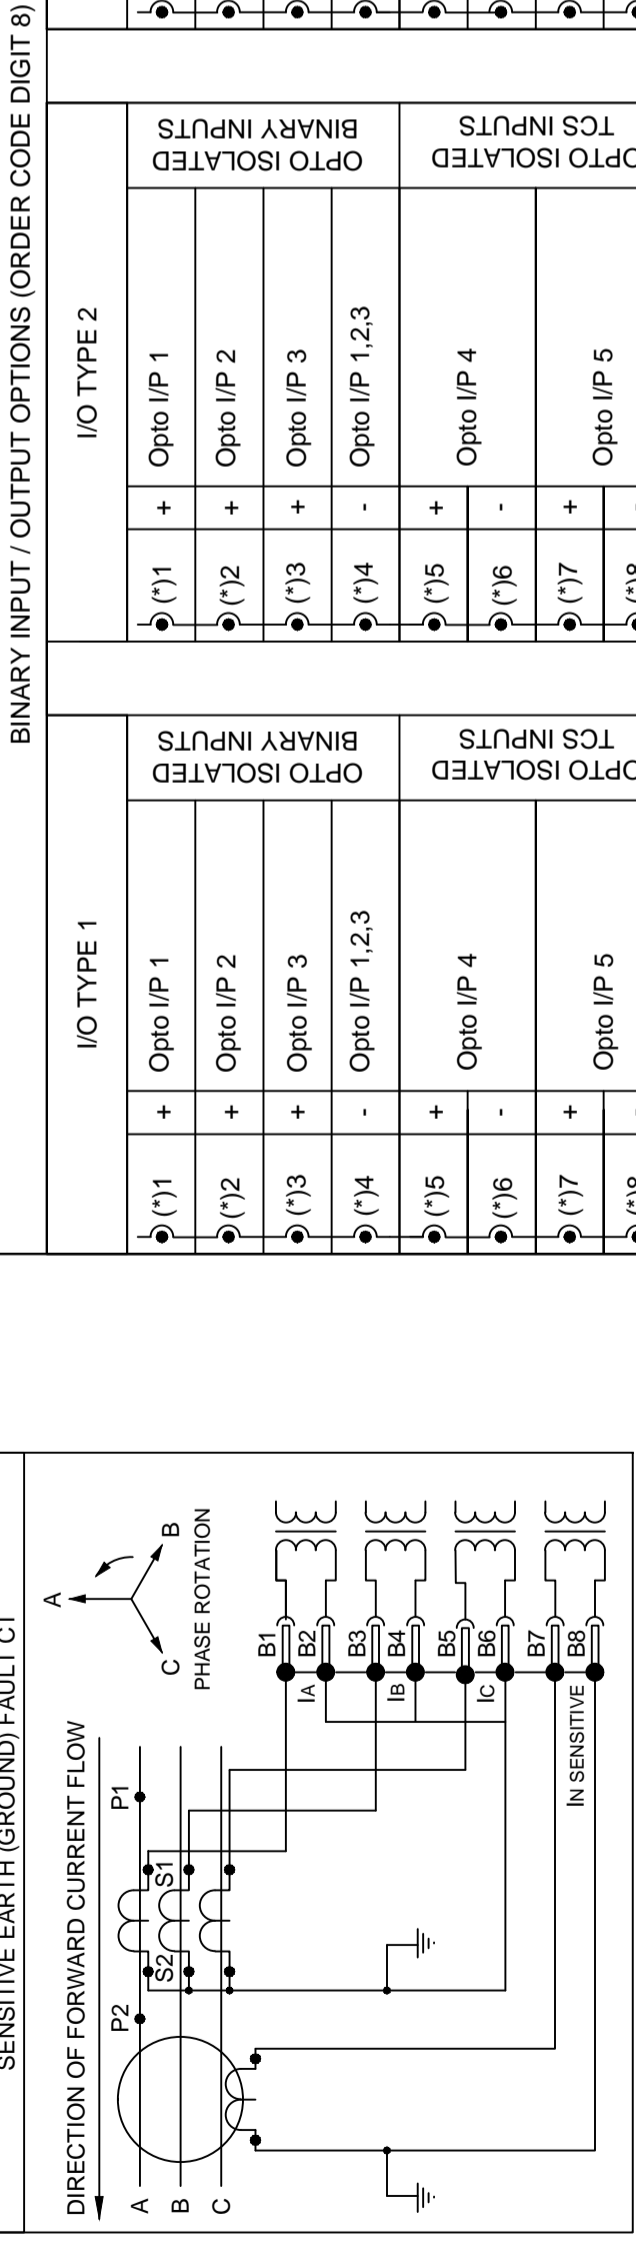 SENSITIVE EARTH (GROUND) FAULT CT
DIRECTION OF FORWARD CURRENT FLOW
A
B
C
P2
P1
S2
S1
A
B
C
PHASE ROTATION
B1
IA
B2
B3
IB
B4
B5
IC
B6
B7
IN SENSITIVE
B8
BINARY INPUT / OUTPUT OPTIONS (ORDER CODE DIGIT 8)
I/O TYPE 1
(*)1 + Opto I/P 1
(*)2 + Opto I/P 2
(*)3 + Opto I/P 3
(*)4 - Opto I/P 1,2,3
OPTO ISOLATED
BINARY INPUTS
(*)5 + Opto I/P 4
(*)6 -
(*)7 + Opto I/P 5
(*)8 -
OPTO ISOLATED
TCS INPUTS
I/O TYPE 2
(*)1 + Opto I/P 1
(*)2 + Opto I/P 2
(*)3 + Opto I/P 3
(*)4 - Opto I/P 1,2,3
OPTO ISOLATED
BINARY INPUTS
(*)5 + Opto I/P 4
(*)6 -
(*)7 + Opto I/P 5
(*)8 -
OPTO ISOLATED
TCS INPUTS